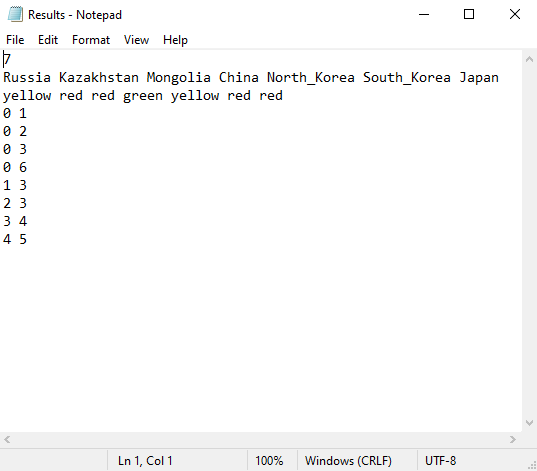 Results - Notepad
File Edit Format View Help
7
Russia Kazakhstan Mongolia China North_Korea South_Korea Japan
yellow red red green yellow red red
0 1
0 2
0 3
0 6
1 3
2 3
3 4
4 5
Ln 1, Col 1 100% Windows (CRLF) UTF-8